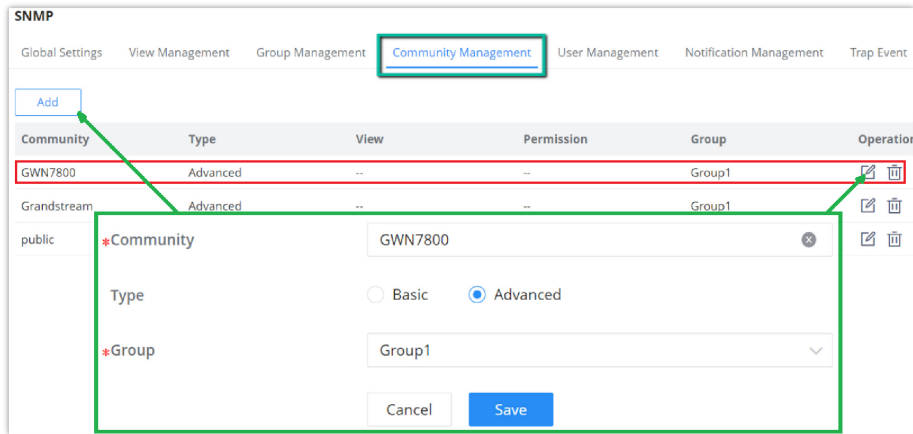 SNMP
Global Settings View Management Group Management Community Management User Management Notification Management Trap Event
Add
Community Type View Permission Group Operation
GWN7800 Advanced -- -- Group1
Grandstream Advanced -- -- Group1
public
*Community GWN7800
Type Basic Advanced
*Group Group1
Cancel Save